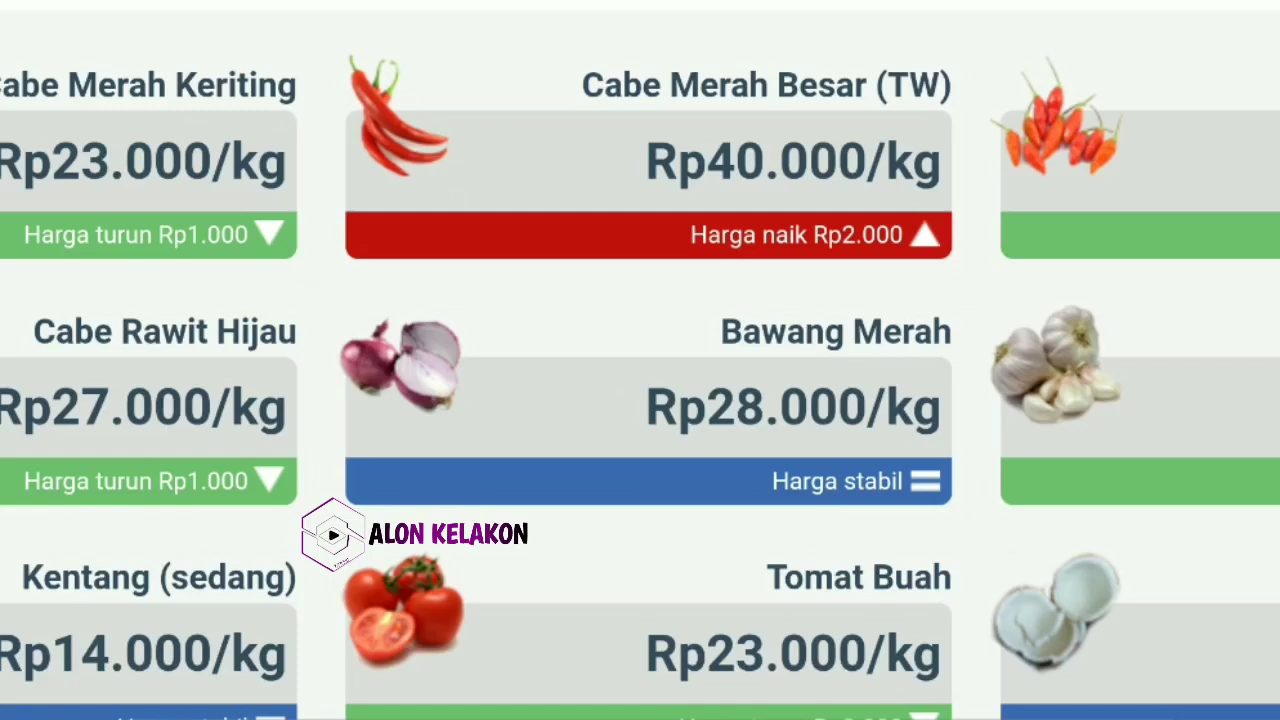 Cabe Merah Keriting
Rp23.000/kg
Harga turun Rp1.000
Cabe Merah Besar (TW)
Rp40.000/kg
Harga naik Rp2.000
Cabe Rawit Hijau
Rp27.000/kg
Harga turun Rp1.000
Bawang Merah
Rp28.000/kg
Harga stabil
ALON KELAKON
Kentang (sedang)
Rp14.000/kg
Tomat Buah
Rp23.000/kg